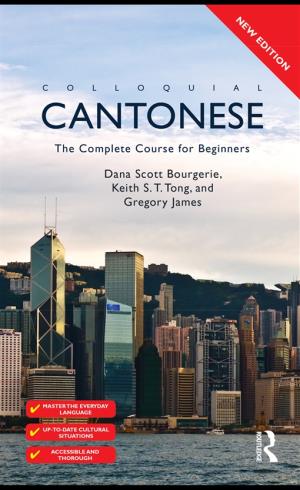 NEW EDITION
COLLOQUIAL
CANTONESE
The Complete Course for Beginners
Dana Scott Bourgerie,
Keith S. T. Tong, and
Gregory James
MASTER THE EVERYDAY
LANGUAGE
UP-TO-DATE CULTURAL
SITUATIONS
ACCESSIBLE AND
THOROUGH
Routledge